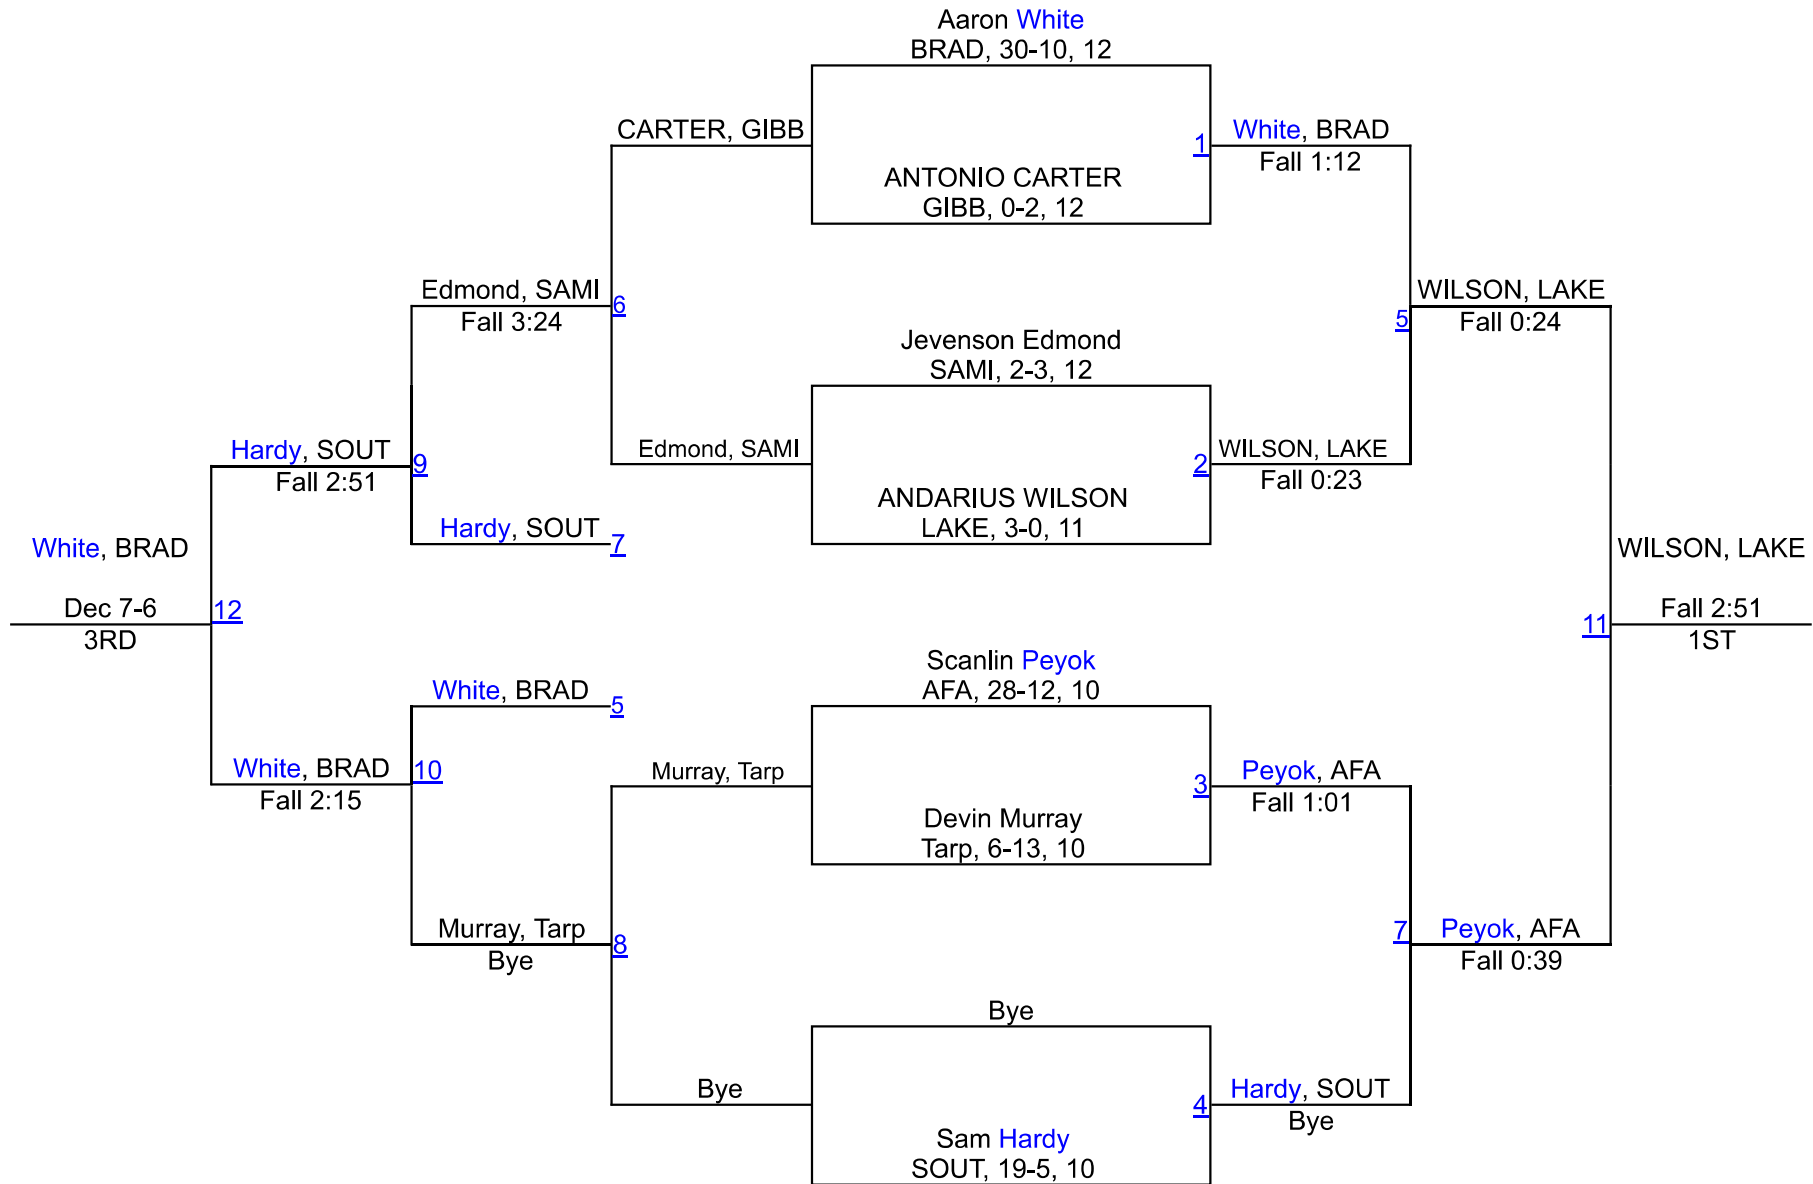 Aaron White
BRAD, 30-10, 12
CARTER, GIBB
1
White, BRAD
Fall 1:12
ANTONIO CARTER
GIBB, 0-2, 12
Edmond, SAMI
Fall 3:24
6
WILSON, LAKE
Fall 0:24
5
Jevenson Edmond
SAMI, 2-3, 12
Hardy, SOUT
Fall 2:51
9
Edmond, SAMI
2
WILSON, LAKE
Fall 0:23
ANDARIUS WILSON
LAKE, 3-0, 11
Hardy, SOUT
7
White, BRAD
Dec 7-6
3RD
12
WILSON, LAKE
Fall 2:51
1ST
11
Scanlin Peyok
AFA, 28-12, 10
White, BRAD
5
White, BRAD
Fall 2:15
10
Murray, Tarp
3
Peyok, AFA
Fall 1:01
Devin Murray
Tarp, 6-13, 10
Murray, Tarp
Bye
8
7
Peyok, AFA
Fall 0:39
Bye
Bye
4
Hardy, SOUT
Bye
Sam Hardy
SOUT, 19-5, 10